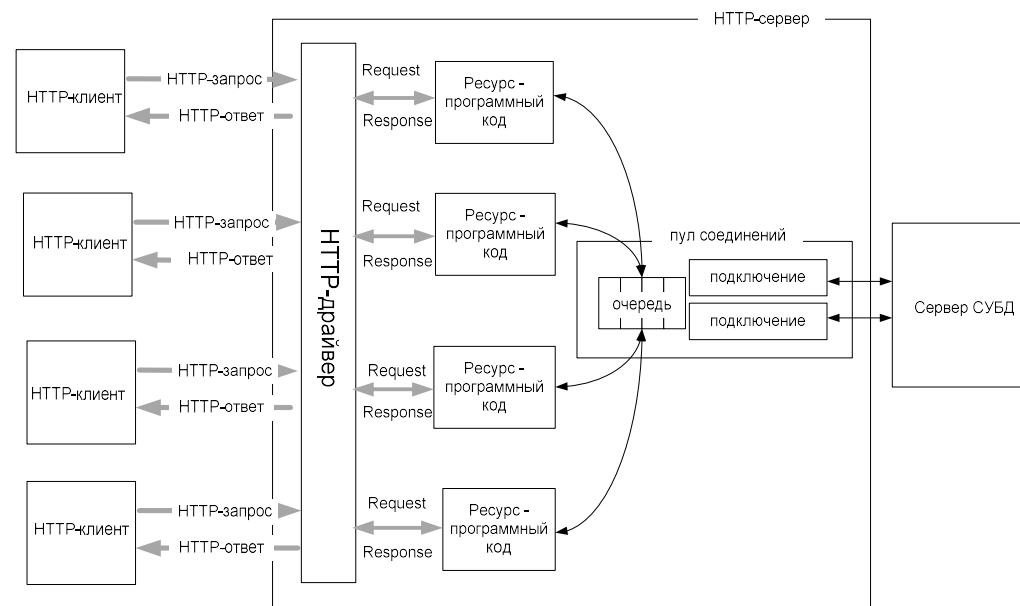 HTTP-сервер
HTTP-клиент
HTTP-запрос
HTTP-ответ
HTTP-драйвер
Request
Response
Ресурс -
программный
код
HTTP-клиент
HTTP-запрос
HTTP-ответ
Request
Response
Ресурс -
программный
код
пул соединений
очередь
подключение
подключение
Сервер СУБД
HTTP-клиент
HTTP-запрос
HTTP-ответ
Request
Response
Ресурс -
программный
код
HTTP-клиент
HTTP-запрос
HTTP-ответ
Request
Response
Ресурс -
программный
код